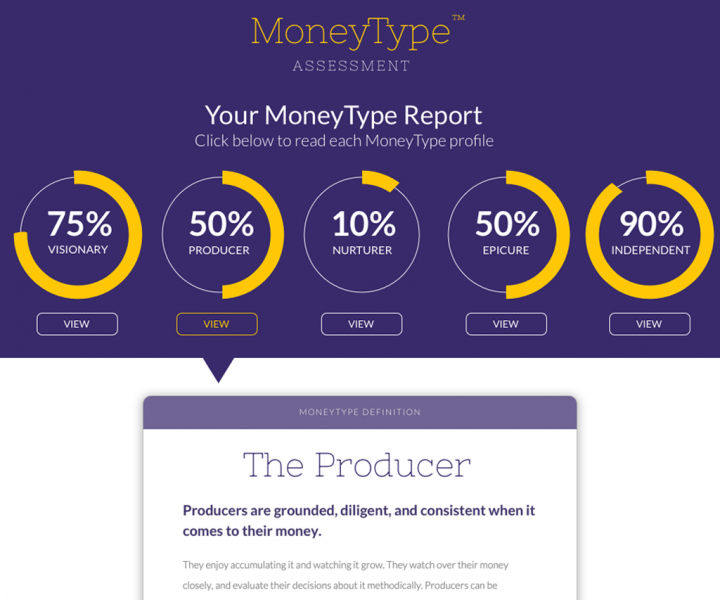 MoneyType™
ASSESSMENT
Your MoneyType Report
Click below to read each MoneyType profile
75%
VISIONARY
50%
PRODUCER
10%
NURTURER
50%
EPICURE
90%
INDEPENDENT
VIEW
VIEW
VIEW
VIEW
VIEW
MONEYTYPE DEFINITION
The Producer
Producers are grounded, diligent, and consistent when it
comes to their money.
They enjoy accumulating it and watching it grow. They watch over their money
closely, and evaluate their decisions about it methodically. Producers can be